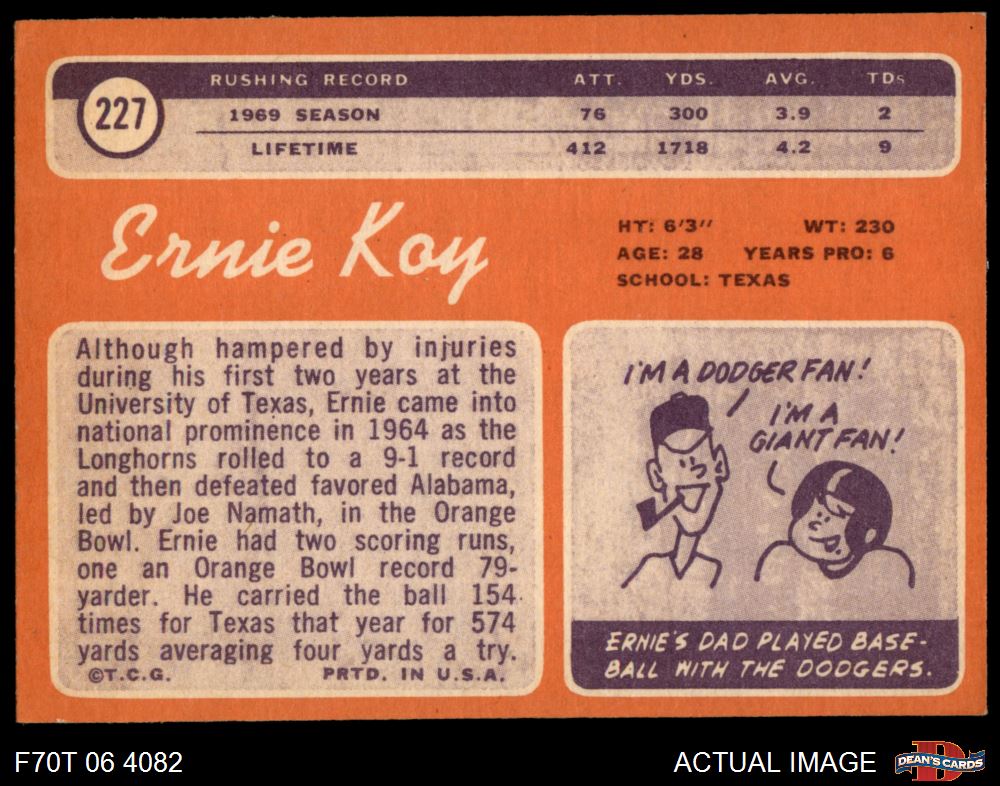 227
RUSHING RECORD ATT. YDS. AVG. TDs
1969 SEASON 76 300 3.9 2
LIFETIME 412 1718 4.2 9
Ernie Koy
HT: 6'3" WT: 230
AGE: 28 YEARS PRO: 6
SCHOOL: TEXAS
Although hampered by injuries
during his first two years at the
University of Texas, Ernie came into
national prominence in 1964 as the
Longhorns rolled to a 9-1 record
and then defeated favored Alabama,
led by Joe Namath, in the Orange
Bowl. Ernie had two scoring runs,
one an Orange Bowl record 79-
yarder. He carried the ball 154
times for Texas that year for 574
yards averaging four yards a try.
©T.C.G. PRTD. IN U.S.A.
I'M A DODGER FAN!
I'M A
GIANT FAN!
ERNIE'S DAD PLAYED BASE-
BALL WITH THE DODGERS.
F70T 06 4082
ACTUAL IMAGE
D
DEAN'S CARDS